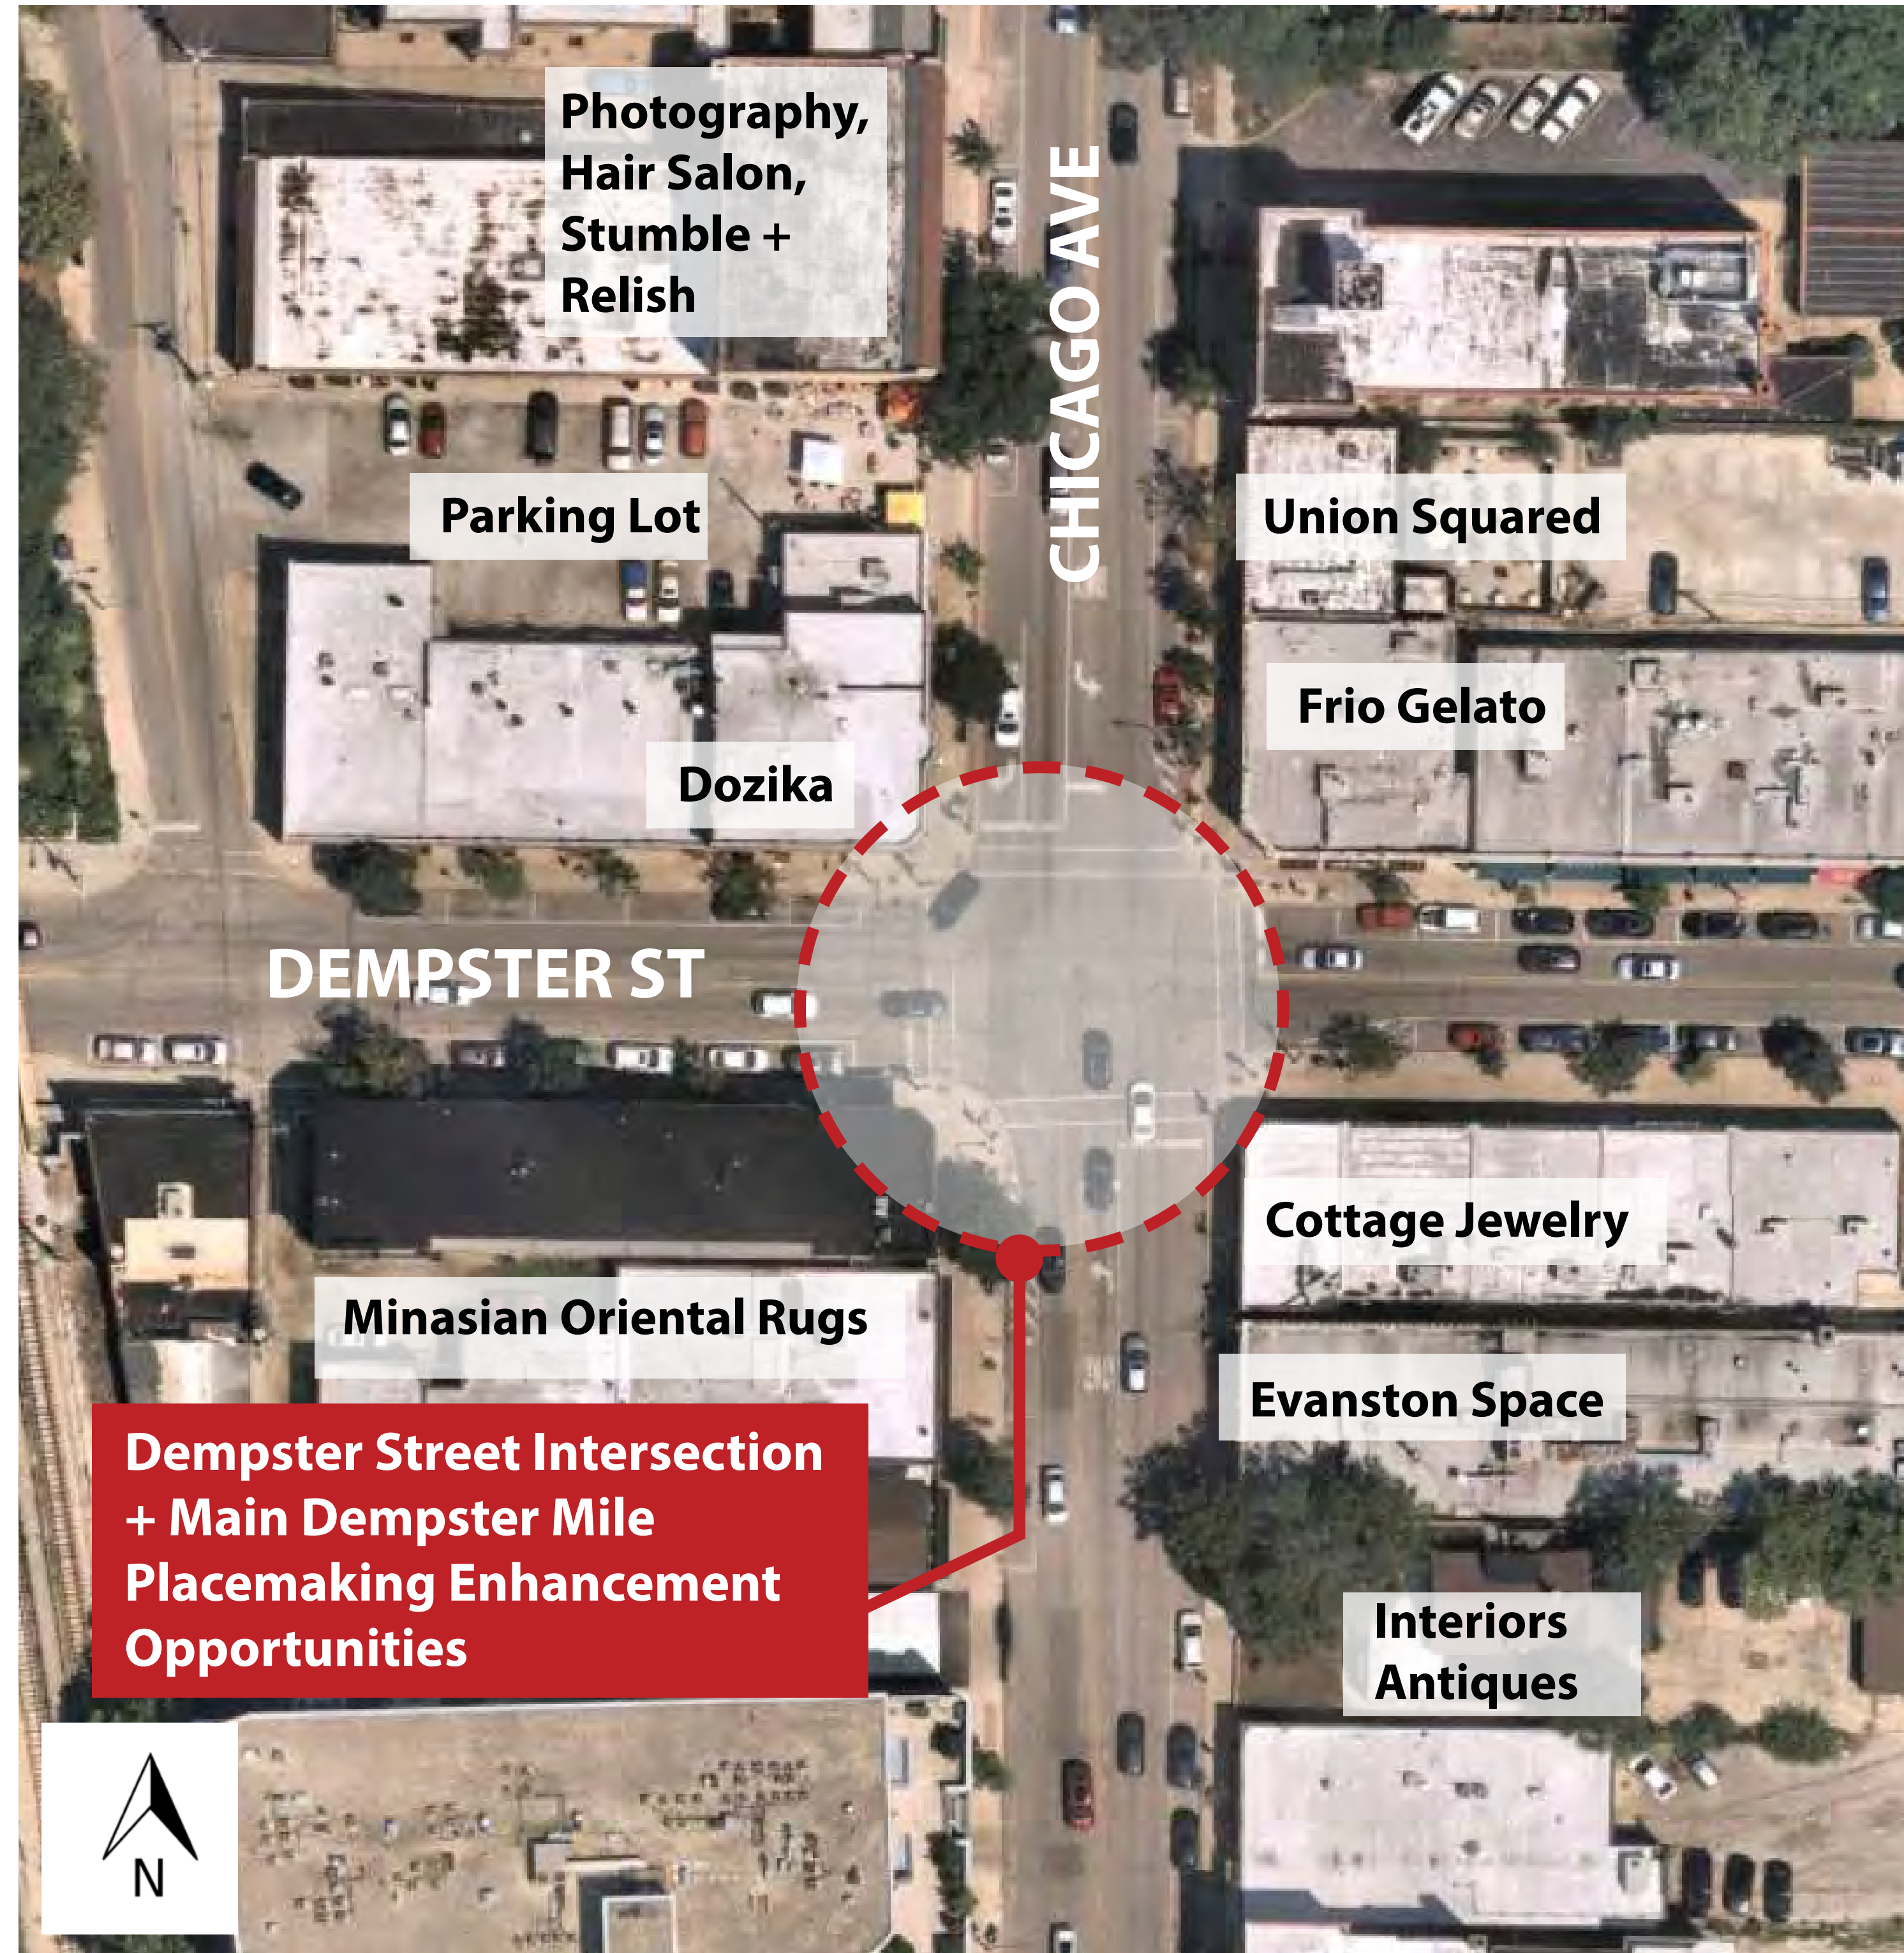 Photography,
Hair Salon,
Stumble +
Relish
CHICAGO AVE
Parking Lot
Union Squared
Frio Gelato
Dozika
DEMPSTER ST
Cottage Jewelry
Minasian Oriental Rugs
Evanston Space
Dempster Street Intersection
+ Main Dempster Mile
Placemaking Enhancement
Opportunities
Interiors
Antiques
N